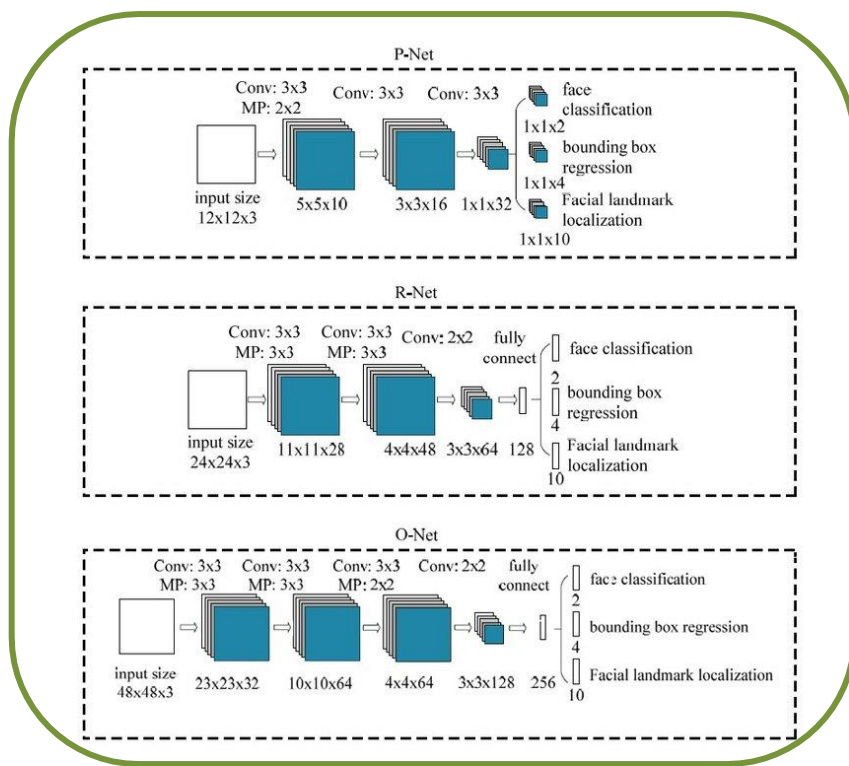 P-Net
Conv: 3x3 Conv: 3x3 Conv: 3x3
MP: 2x2
face
classification
1x1x2
bounding box
regression
1x1x4
Facial landmark
localization
1x1x10
input size
12x12x3
5x5x10 3x3x16 1x1x32
R-Net
Conv: 3x3 Conv: 3x3 Conv: 2x2 fully
MP: 3x3 MP: 3x3 connect
face classification
2
bounding box
regression
4
Facial landmark
localization
10
input size
24x24x3
11x11x28 4x4x48 3x3x64 128
O-Net
Conv: 3x3 Conv: 3x3 Conv: 3x3 Conv: 2x2 fully
MP: 3x3 MP: 3x3 MP: 2x2 connect
face classification
2
bounding box regression
4
Facial landmark localization
10
input size
48x48x3
23x23x32 10x10x64 4x4x64 3x3x128 256